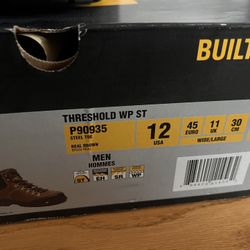 BUILT
THRESHOLD WP ST
P90935
STEEL TOE
REAL BROWN
12
USA
45
EURO
11
UK
30
CM
WIDE/LARGE
MEN
HOMMES
ST
EH
SR
WP